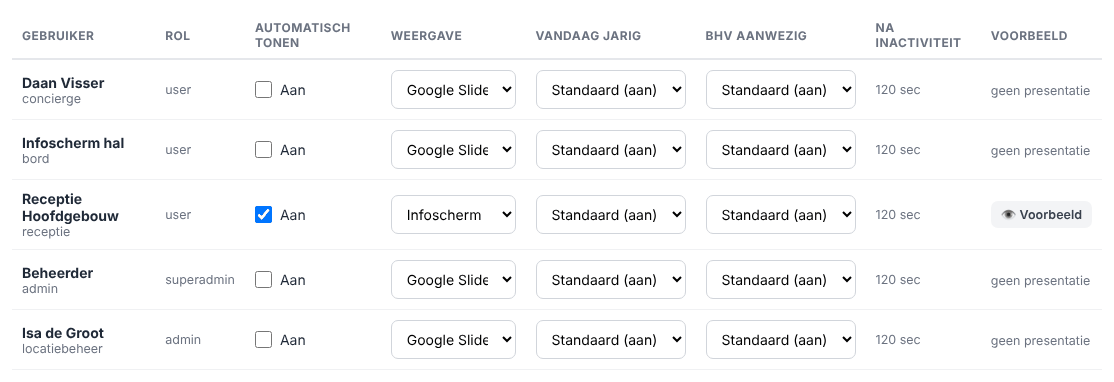 GEBRUIKER ROL AUTOMATISCH TONEN WEERGAVE VANDAAG JARIG BHV AANWEZIG NA INACTIVITEIT VOORBEELD
Daan Visser
concierge
user Aan Google Slide Standaard (aan) Standaard (aan) 120 sec geen presentatie
Infoscherm hal
bord
user Aan Google Slide Standaard (aan) Standaard (aan) 120 sec geen presentatie
Receptie
Hoofdgebouw
receptie
user Aan Infoscherm Standaard (aan) Standaard (aan) 120 sec Voorbeeld
Beheerder
admin
superadmin Aan Google Slide Standaard (aan) Standaard (aan) 120 sec geen presentatie
Isa de Groot
locatiebeheer
admin Aan Google Slide Standaard (aan) Standaard (aan) 120 sec geen presentatie